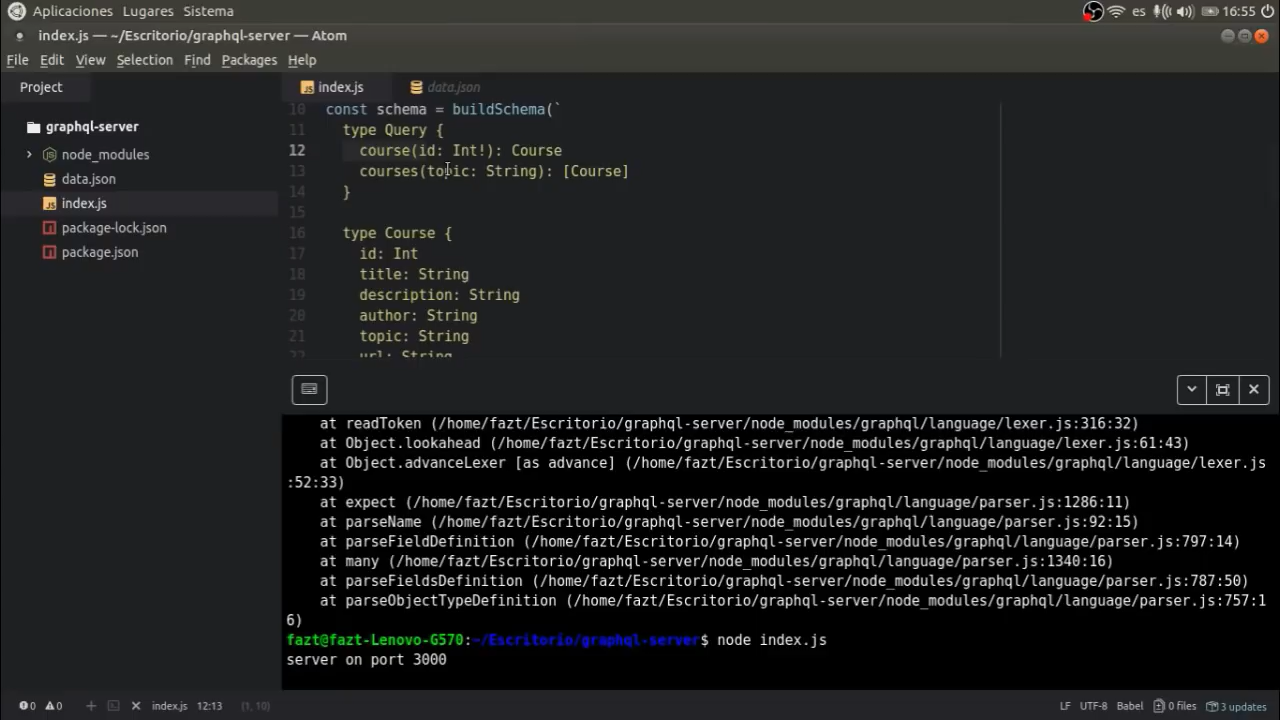 Aplicaciones Lugares Sistema
es 16:55
index.js — ~/Escritorio/graphql-server — Atom
File Edit View Selection Find Packages Help
Project
index.js
data.json
graphql-server
node_modules
data.json
index.js
package-lock.json
package.json
10 const schema = buildSchema(`
11 type Query {
12 course(id: Int!): Course
13 courses(topic: String): [Course]
14 }
15
16 type Course {
17 id: Int
18 title: String
19 description: String
20 author: String
21 topic: String
22 url: String
at readToken (/home/fazt/Escritorio/graphql-server/node_modules/graphql/language/lexer.js:316:32)
at Object.lookahead (/home/fazt/Escritorio/graphql-server/node_modules/graphql/language/lexer.js:61:43)
at Object.advanceLexer [as advance] (/home/fazt/Escritorio/graphql-server/node_modules/graphql/language/lexer.js
:52:33)
at expect (/home/fazt/Escritorio/graphql-server/node_modules/graphql/language/parser.js:1286:11)
at parseName (/home/fazt/Escritorio/graphql-server/node_modules/graphql/language/parser.js:92:15)
at parseFieldDefinition (/home/fazt/Escritorio/graphql-server/node_modules/graphql/language/parser.js:797:14)
at many (/home/fazt/Escritorio/graphql-server/node_modules/graphql/language/parser.js:1340:16)
at parseFieldsDefinition (/home/fazt/Escritorio/graphql-server/node_modules/graphql/language/parser.js:787:50)
at parseObjectTypeDefinition (/home/fazt/Escritorio/graphql-server/node_modules/graphql/language/parser.js:757:1
6)
fazt@fazt-Lenovo-G570:~/Escritorio/graphql-server$ node index.js
server on port 3000
0 0 index.js 12:13 (1, 10) LF UTF-8 Babel 0 files 3 updates